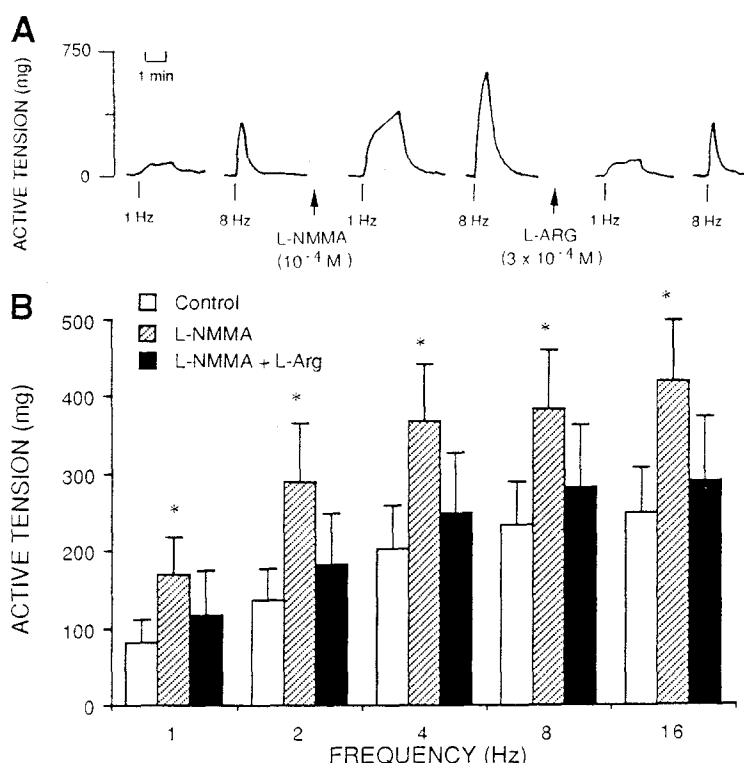 A
ACTIVE TENSION (mg)
750
0
1 min
1 Hz 8 Hz 1 Hz 8 Hz 1 Hz 8 Hz
L-NMMA
(10⁻⁴ M)
L-ARG
(3 x 10⁻⁴ M)
B
Control
L-NMMA
L-NMMA + L-Arg
ACTIVE TENSION (mg)
500
400
300
200
100
0
* * * * *
1 2 4 8 16
FREQUENCY (Hz)